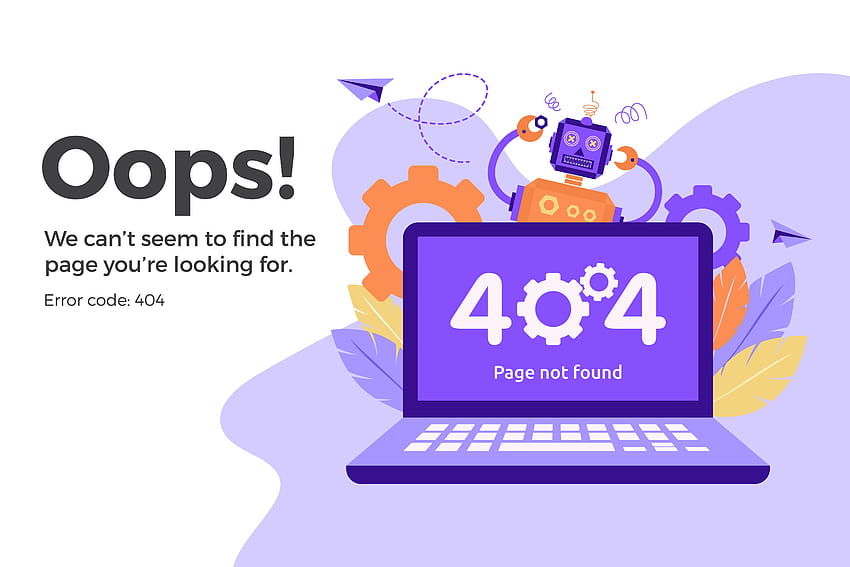 Oops!
We can’t seem to find the
page you’re looking for.
Error code: 404
404
Page not found